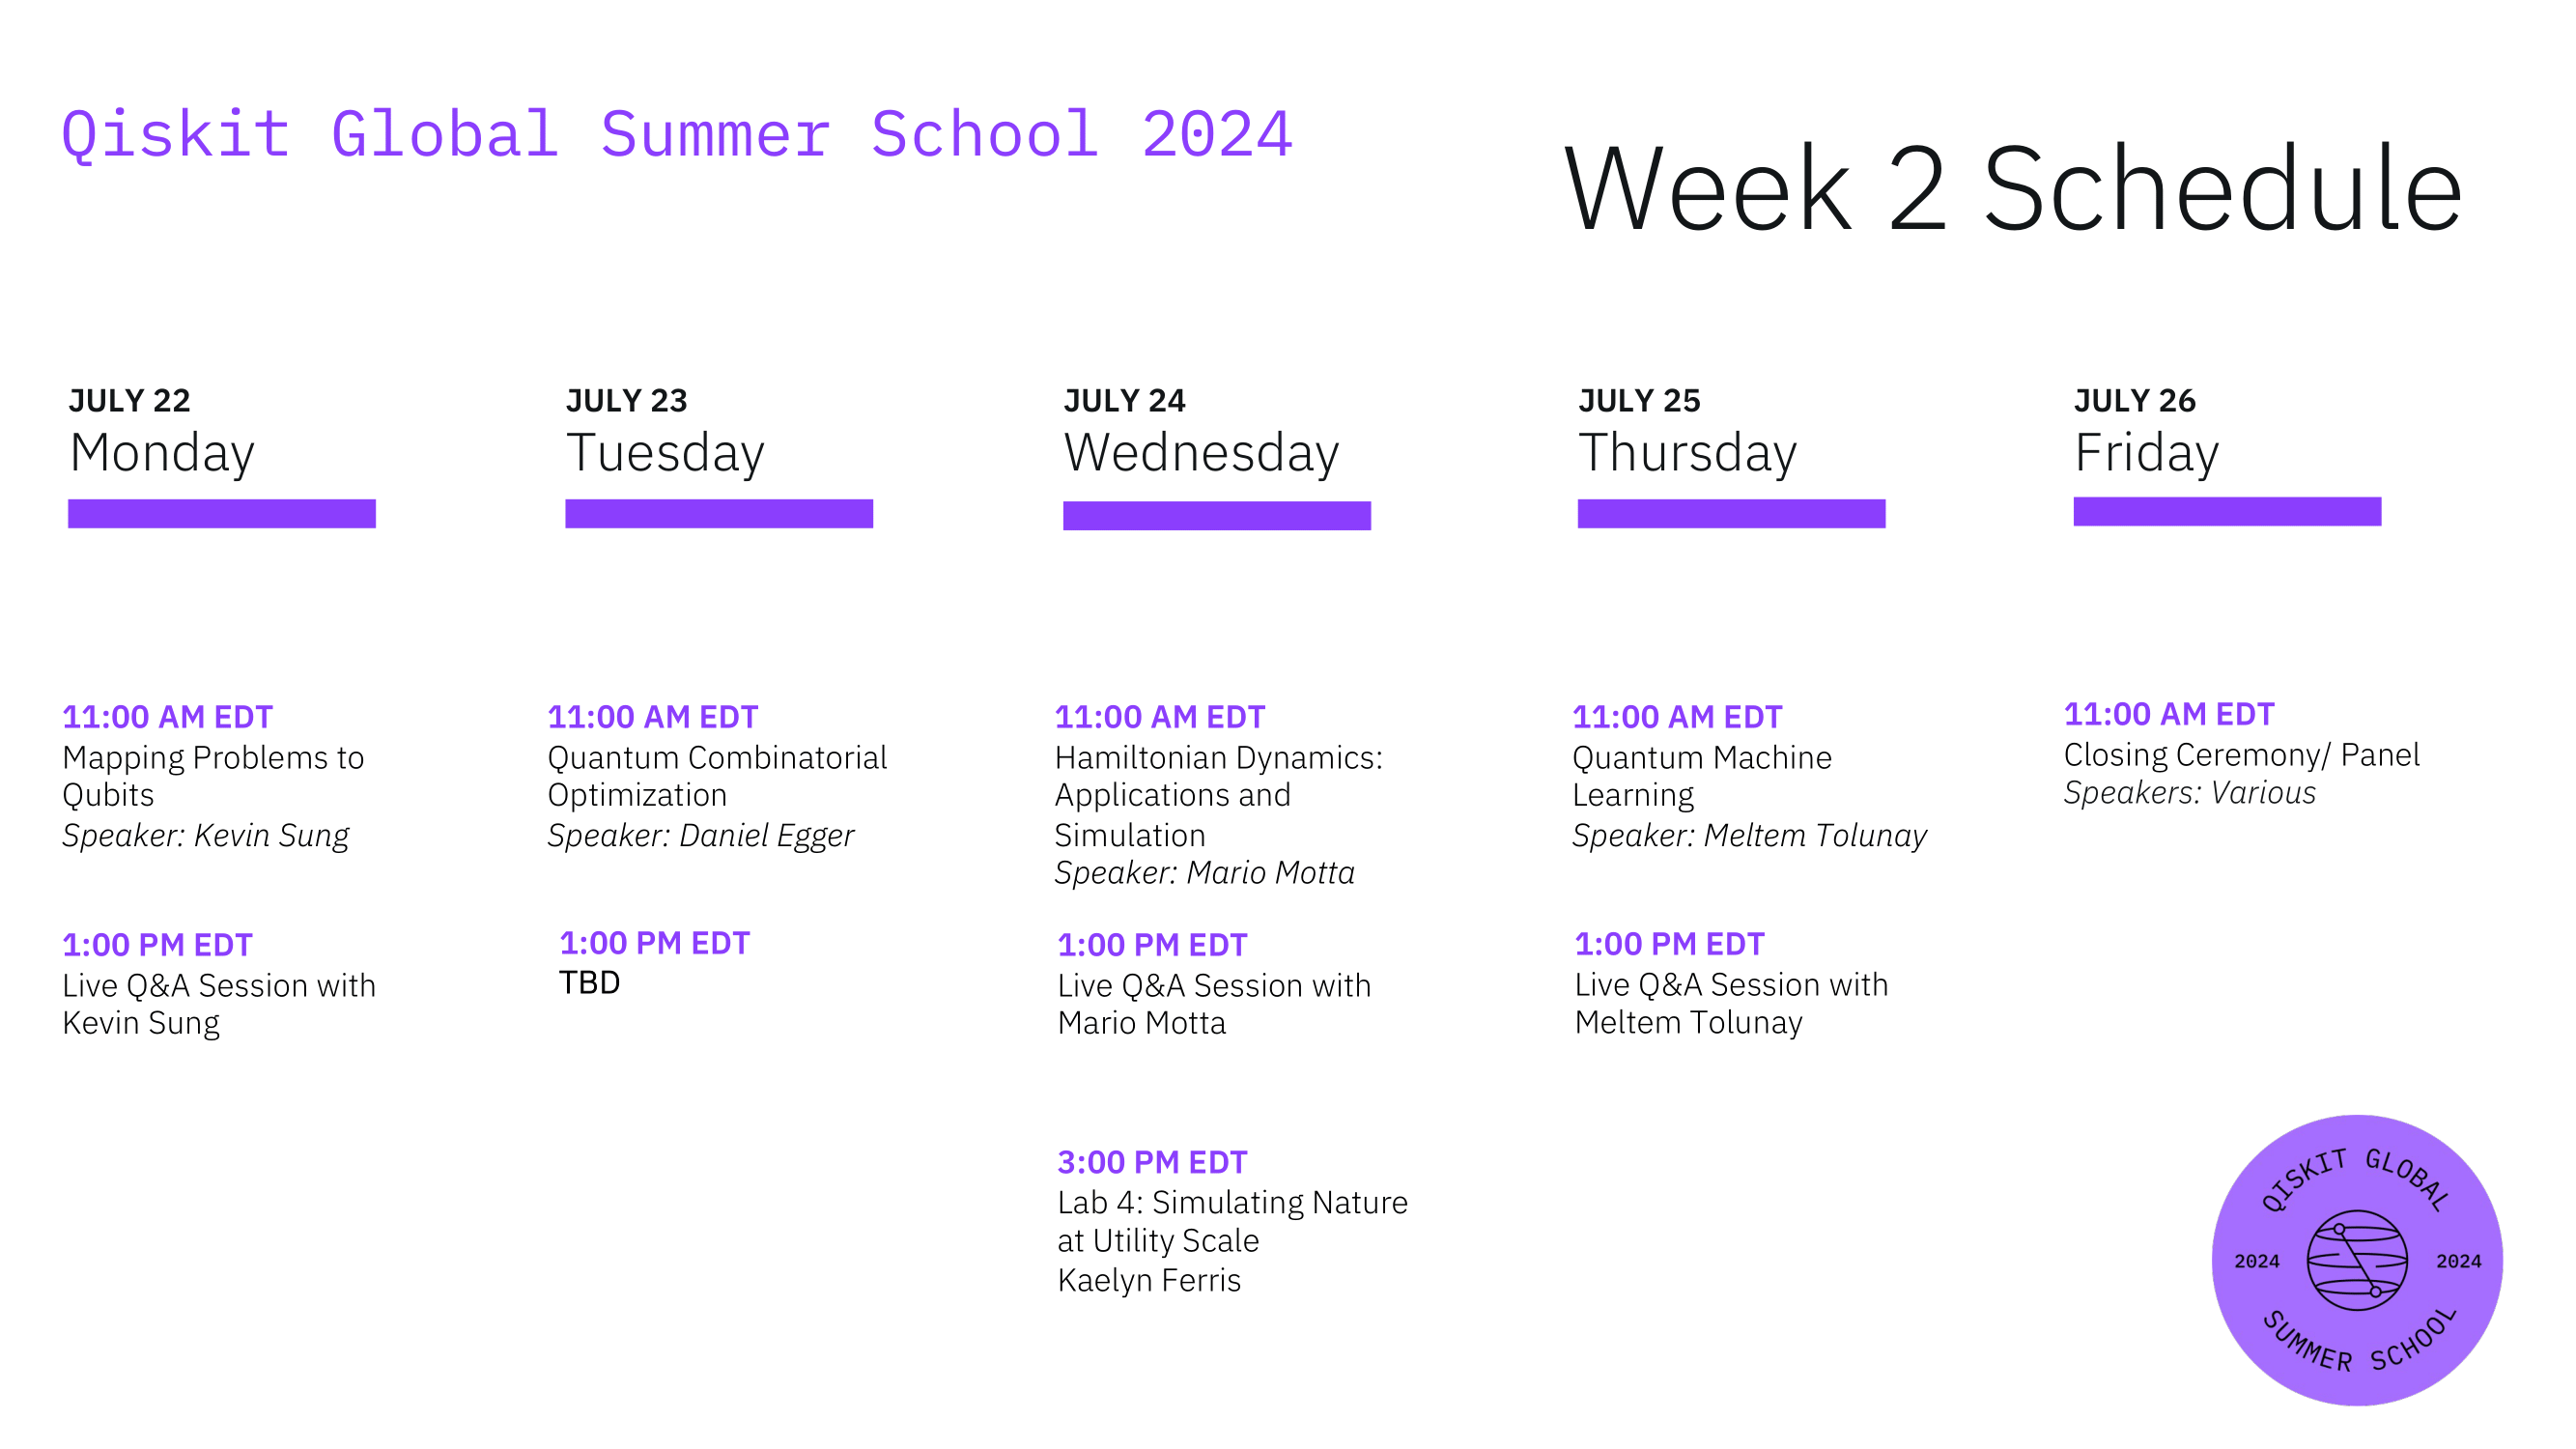 Qiskit Global Summer School 2024
Week 2 Schedule
JULY 22
Monday
11:00 AM EDT
Mapping Problems to
Qubits
Speaker: Kevin Sung
1:00 PM EDT
Live Q&A Session with
Kevin Sung
JULY 23
Tuesday
11:00 AM EDT
Quantum Combinatorial
Optimization
Speaker: Daniel Egger
1:00 PM EDT
TBD
JULY 24
Wednesday
11:00 AM EDT
Hamiltonian Dynamics:
Applications and
Simulation
Speaker: Mario Motta
1:00 PM EDT
Live Q&A Session with
Mario Motta
3:00 PM EDT
Lab 4: Simulating Nature
at Utility Scale
Kaelyn Ferris
JULY 25
Thursday
11:00 AM EDT
Quantum Machine
Learning
Speaker: Meltem Tolunay
1:00 PM EDT
Live Q&A Session with
Meltem Tolunay
JULY 26
Friday
11:00 AM EDT
Closing Ceremony/ Panel
Speakers: Various
QISKIT GLOBAL
2024 2024
SUMMER SCHOOL